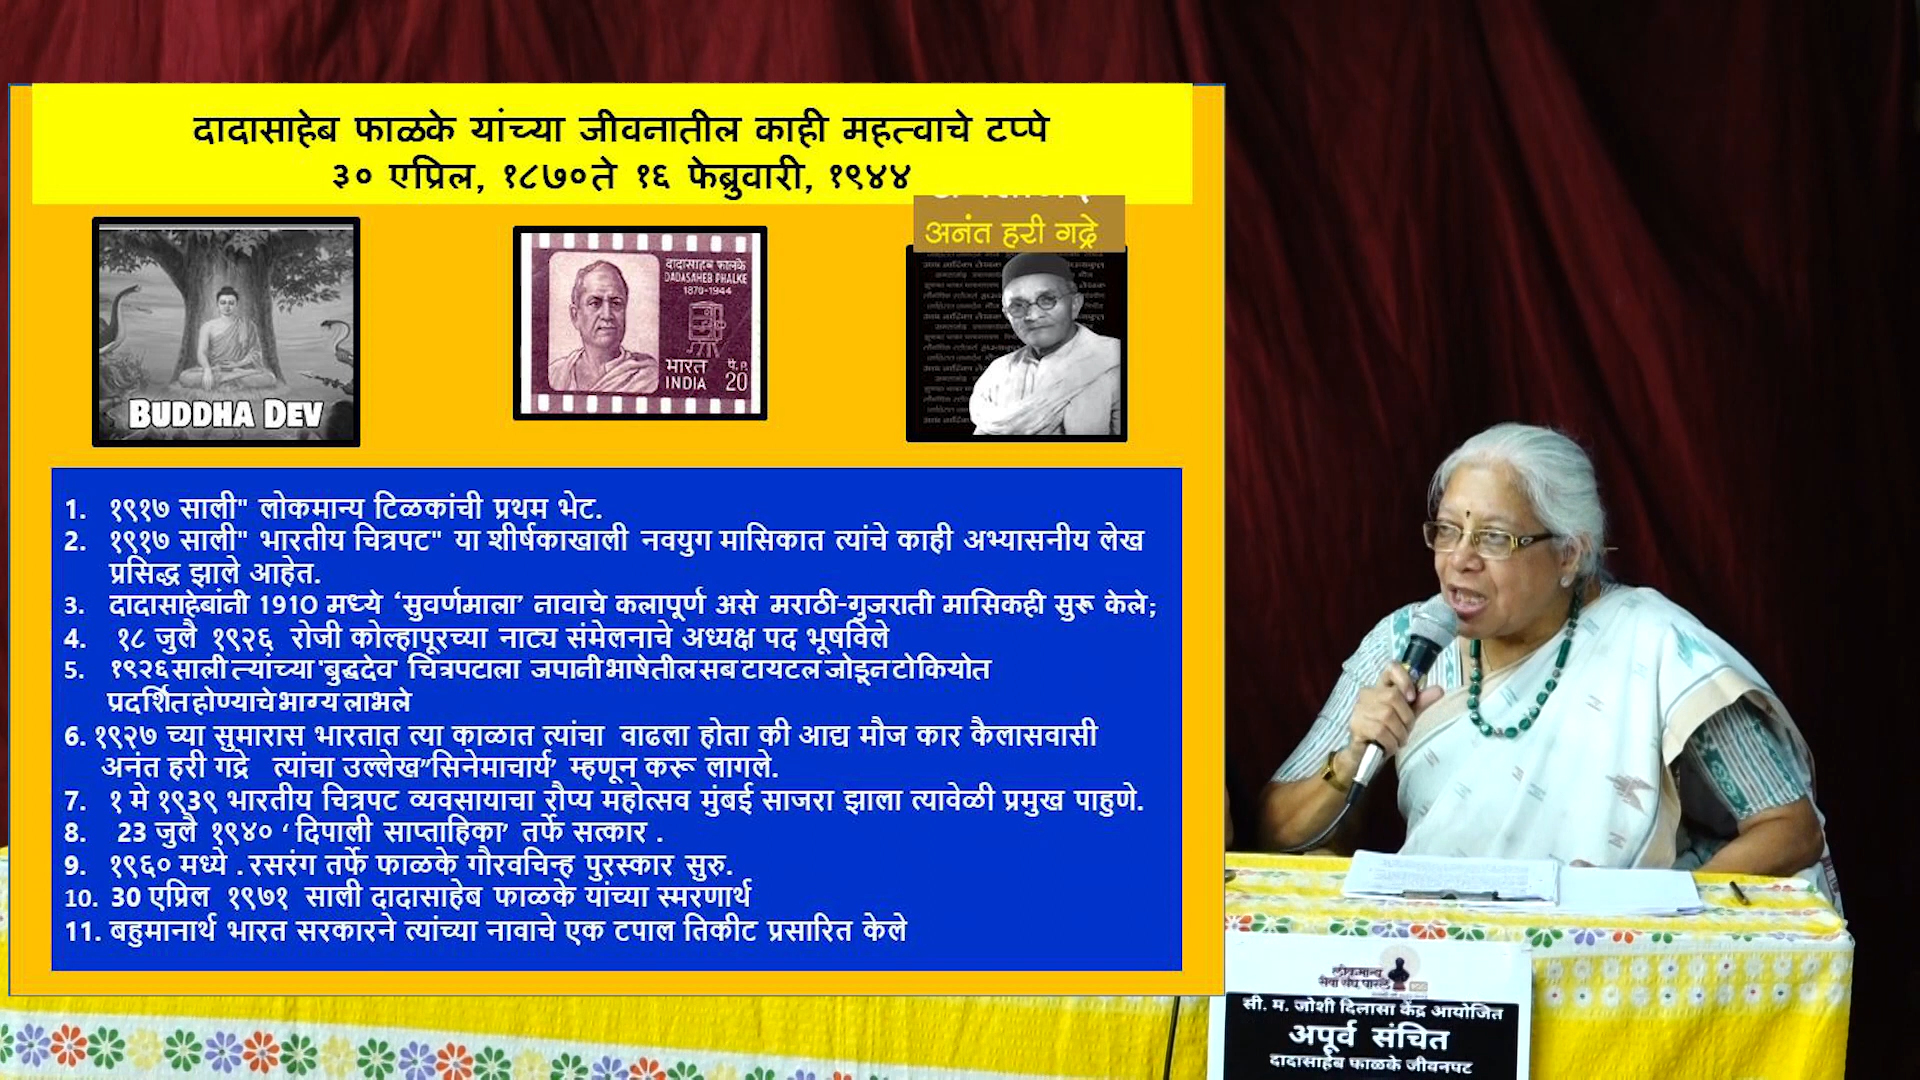 दादासाहेब फाळके यांच्या जीवनातील काही महत्वाचे टप्पे
३० एप्रिल, १८७०ते १६ फेब्रुवारी, १९४४
अनंत हरी गद्रे
BUDDHA DEV
दादासाहब फालके
DADASAHEB PHALKE
1870-1944
भारत
INDIA
पै. P.
20
1. १९१७ साली" लोकमान्य टिळकांची प्रथम भेट.
2. १९१७ साली" भारतीय चित्रपट" या शीर्षकाखाली नवयुग मासिकात त्यांचे काही अभ्यासनीय लेख
प्रसिद्ध झाले आहेत.
3. दादासाहेबांनी 1910 मध्ये ‘सुवर्णमाला’ नावाचे कलापूर्ण असे मराठी-गुजराती मासिकही सुरू केले;
4. १८ जुलै १९२६ रोजी कोल्हापूरच्या नाट्य संमेलनाचे अध्यक्ष पद भूषविले
5. १९२६ साली त्यांच्या 'बुद्धदेव' चित्रपटाला जपानी भाषेतील सब टायटल जोडून टोकियोत
प्रदर्शित होण्याचे भाग्य लाभले
6. १९२७ च्या सुमारास भारतात त्या काळात त्यांचा वाढला होता की आद्य मौज कार कैलासवासी
अनंत हरी गद्रे त्यांचा उल्लेख”सिनेमाचार्य’ म्हणून करू लागले.
7. १ मे १९३९ भारतीय चित्रपट व्यवसायाचा रौप्य महोत्सव मुंबई साजरा झाला त्यावेळी प्रमुख पाहुणे.
8. 23 जुलै १९४० ‘ दिपाली साप्ताहिका’ तर्फे सत्कार .
9. १९६० मध्ये . रसरंग तर्फे फाळके गौरवचिन्ह पुरस्कार सुरु.
10. 30 एप्रिल १९७१ साली दादासाहेब फाळके यांच्या स्मरणार्थ
11. बहुमानार्थ भारत सरकारने त्यांच्या नावाचे एक टपाल तिकीट प्रसारित केले
लोकमान्य
सेवा संघ पारले
सी. म. जोशी दिलासा केंद्र आयोजित
अपूर्व संचित
दादासाहेब फाळके जीवनपट